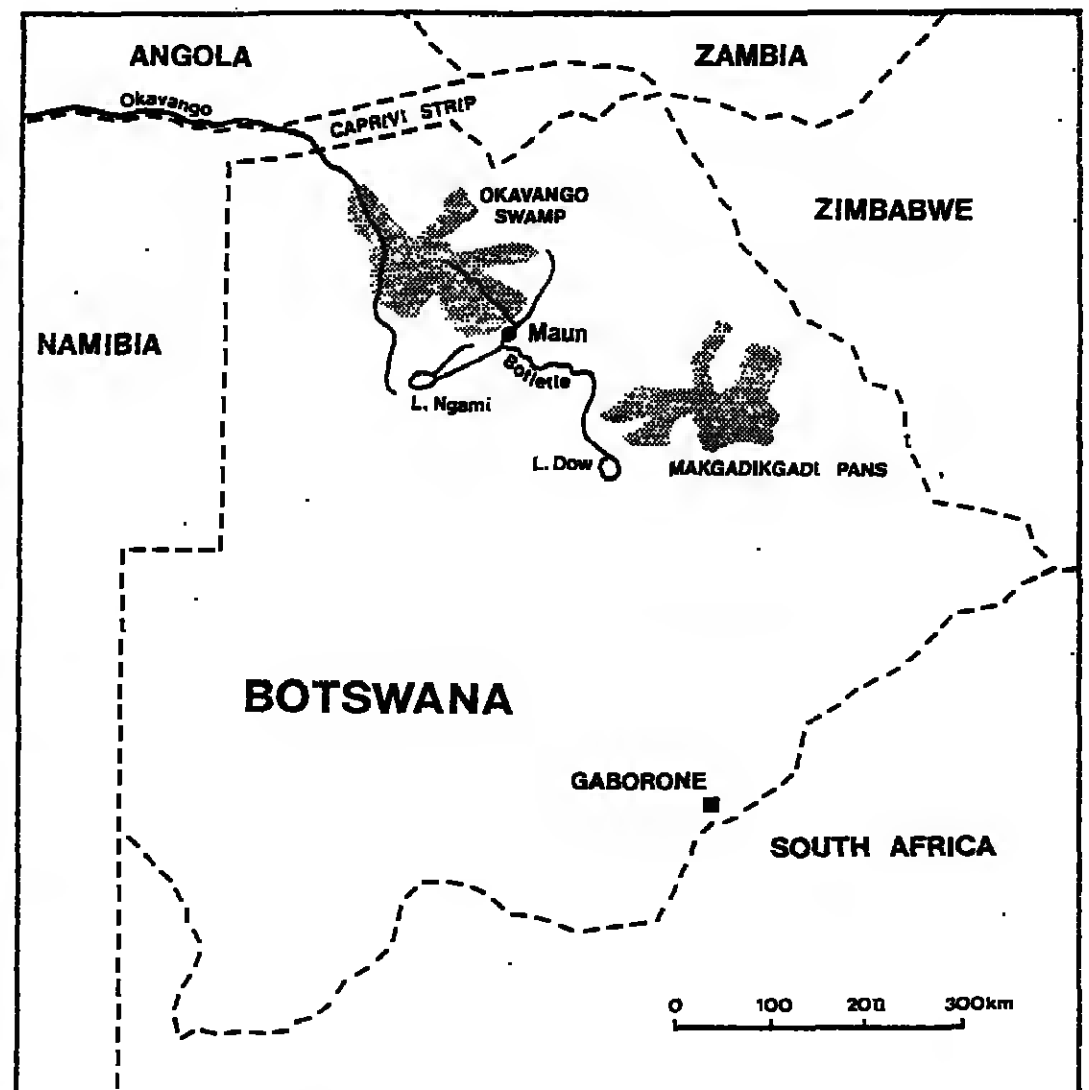 ANGOLA
ZAMBIA
Okavango
CAPRIVI STRIP
OKAVANGO
SWAMP
ZIMBABWE
NAMIBIA
Maun
Botletle
L. Ngami
L. Dow
MAKGADIKGADI PANS
BOTSWANA
GABORONE
SOUTH AFRICA
0 100 200 300km